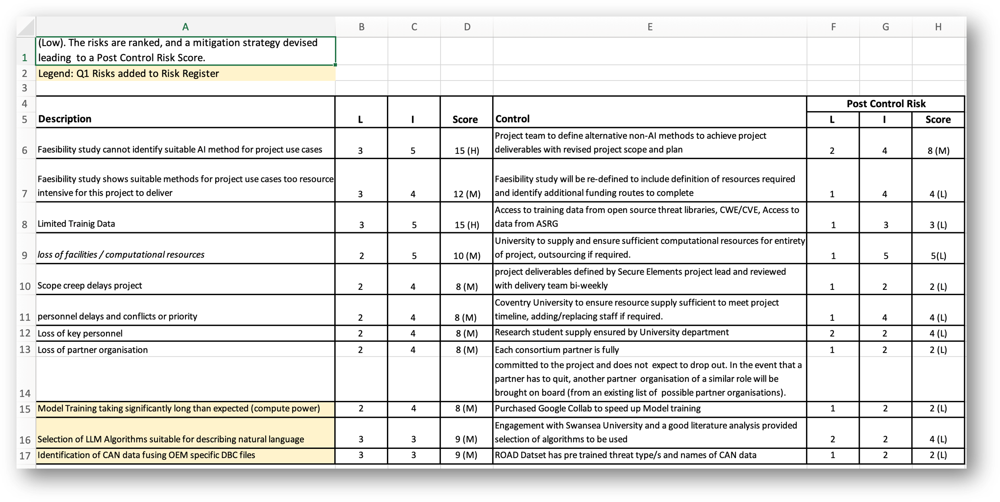 A B C D E F G H
1 (Low). The risks are ranked, and a mitigation strategy devised
leading to a Post Control Risk Score.
2 Legend: Q1 Risks added to Risk Register
3
4 Post Control Risk
5 Description L I Score Control L I Score
Project team to define alternative non-AI methods to achieve project
6 Faesibility study cannot identify suitable AI method for project use cases 3 5 15 (H) deliverables with revised project scope and plan 2 4 8 (M)
Faesibility study shows suitable methods for project use cases too resource Faesibility study will be re-defined to include definition of resources required
7 intensive for this project to deliver 3 4 12 (M) and identify additional funding routes to complete 1 4 4 (L)
Access to training data from open source threat libraries, CWE/CVE, Access to
8 Limited Trainig Data 3 5 15 (H) data from ASRG 1 3 3 (L)
University to supply and ensure sufficient computational resources for entirety
9 loss of facilities / computational resources 2 5 10 (M) of project, outsourcing if required. 1 5 5(L)
project deliverables defined by Secure Elements project lead and reviewed
10 Scope creep delays project 2 4 8 (M) with delivery team bi-weekly 1 2 2 (L)
Coventry University to ensure resource supply sufficient to meet project
11 personnel delays and conflicts or priority 2 4 8 (M) timeline, adding/replacing staff if required. 1 4 4 (L)
12 Loss of key personnel 2 4 8 (M) Research student supply ensured by University department 2 2 4 (L)
13 Loss of partner organisation 2 4 8 (M) Each consortium partner is fully 1 2 2 (L)
committed to the project and does not expect to drop out. In the event that a
partner has to quit, another partner organisation of a similar role will be
14 brought on board (from an existing list of possible partner organisations).
15 Model Training taking significantly long than expected (compute power) 2 4 8 (M) Purchased Google Collab to speed up Model training 1 2 2 (L)
Engagement with Swansea University and a good literature analysis provided
16 Selection of LLM Algorithms suitable for describing natural language 3 3 9 (M) selection of algorithms to be used 2 2 4 (L)
17 Identification of CAN data fusing OEM specific DBC files 3 3 9 (M) ROAD Datset has pre trained threat type/s and names of CAN data 1 2 2 (L)